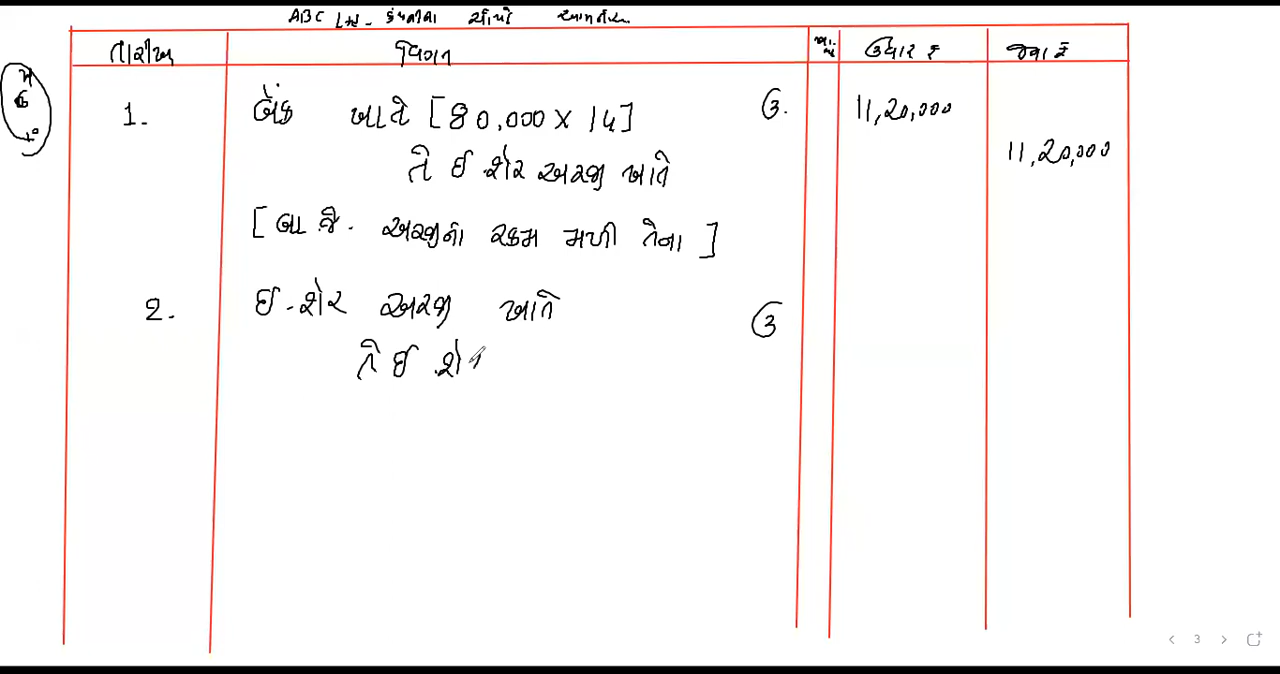 ABC Ltd. કંપનીના ચોપડે આમનોંધ
તારીખ વિગત ખા. પા. ઉધાર ₹ જમા ₹
1. બેંક ખાતે [80,000 X 14] ઉ. 11,20,000
તે ઈ. શેર અરજી ખાતે 11,20,000
[બા. જે. અરજીના રકમ મળી તેના]
2. ઈ. શેર અરજી ખાતે ઉ
તે ઈ શે
3